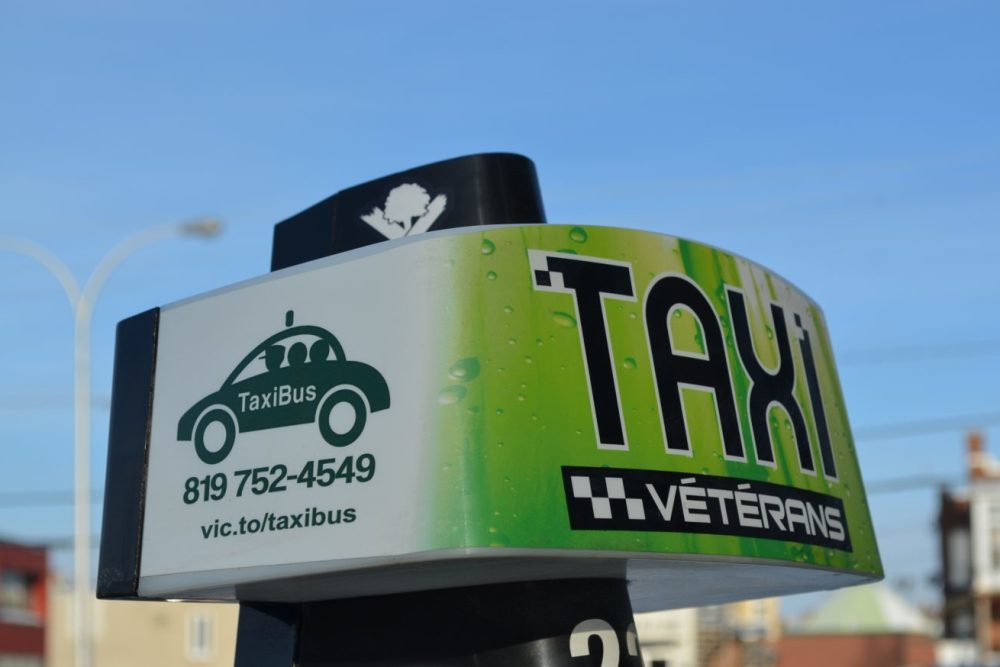 TaxiBus
819 752-4549
vic.to/taxibus
TAXi
VÉTÉRANS